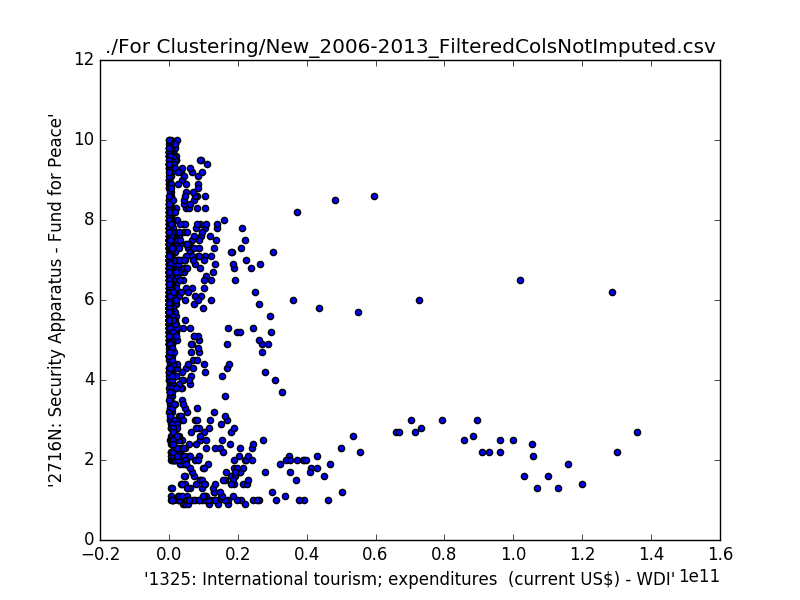 ./For Clustering/New_2006-2013_FilteredColsNotImputed.csv
12
10
8
6
4
2
0
'2716N: Security Apparatus - Fund for Peace'
−0.2 0.0 0.2 0.4 0.6 0.8 1.0 1.2 1.4 1.6
1e11
'1325: International tourism; expenditures  (current US$) - WDI'